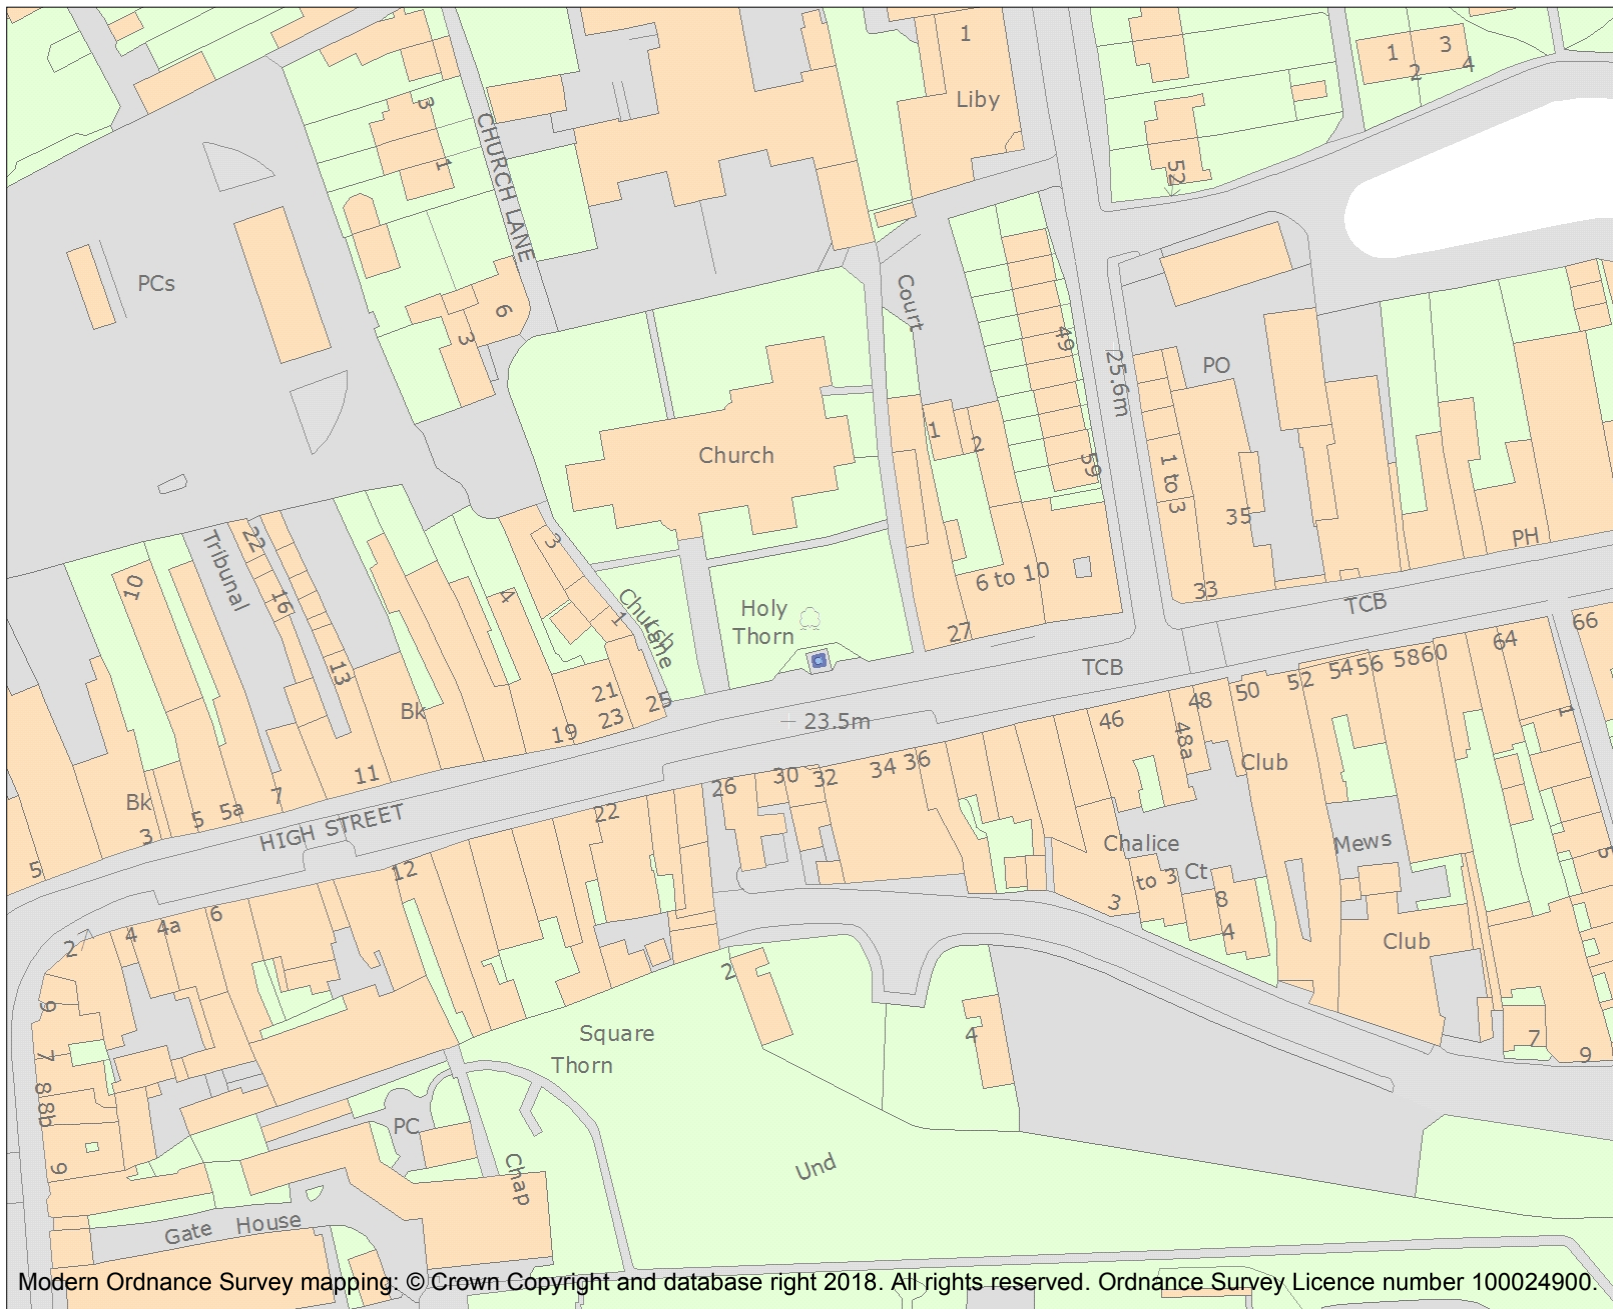 1
Liby
1
3
2
4
3
1
CHURCH LANE
52
PCs
6
3
Court
49
25.6m
PO
Church
1
2
59
1 to 3
35
PH
Tribunal
22
10
16
3
4
1
Church
Lane
Holy
Thorn
6 to 10
27
33
TCB
66
TCB
13
Bk
21
23
25
19
23.5m
46
48
48a
50
52
54
56
58
60
64
1
Club
11
Bk
3
5
5a
7
5
HIGH STREET
26
30
32
34
36
22
Chalice
Ct
to 3
3
8
4
Mews
Club
5
12
2
4
4a
6
9
7
8
8b
9
2
4
Square
Thorn
7
9
PC
Chap
Und
Gate House
Modern Ordnance Survey mapping: © Crown Copyright and database right 2018. All rights reserved. Ordnance Survey Licence number 100024900.